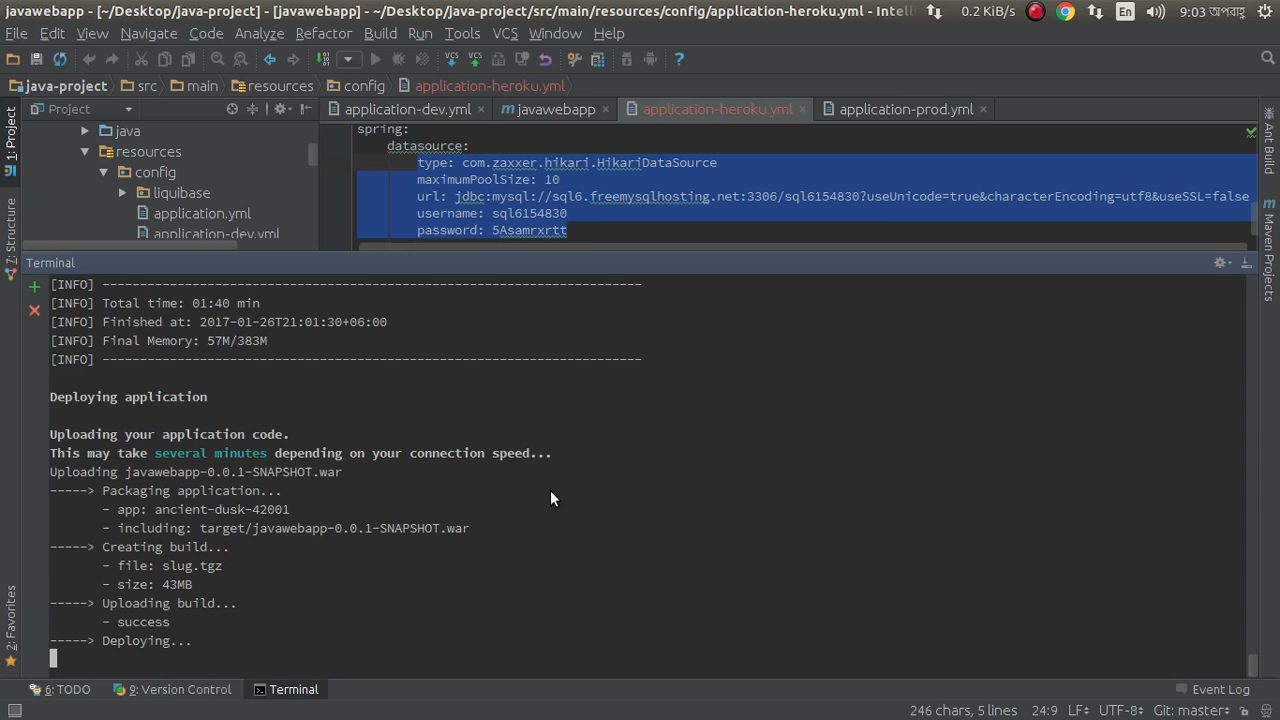 javawebapp - [~/Desktop/java-project] - [javawebapp] - ~/Desktop/java-project/src/main/resources/config/application-heroku.yml - Intelle 0.2 KiB/s En 9:03 অপরাহ্ণ
File Edit View Navigate Code Analyze Refactor Build Run Tools VCS Window Help
VCS VCS ?
java-project src main resources config application-heroku.yml
Project application-dev.yml javawebapp application-heroku.yml application-prod.yml
java
resources
config
liquibase
application.yml
application-dev.yml
spring:
datasource:
type: com.zaxxer.hikari.HikariDataSource
maximumPoolSize: 10
url: jdbc:mysql://sql6.freemysqlhosting.net:3306/sql6154830?useUnicode=true&characterEncoding=utf8&useSSL=false
username: sql6154830
password: 5Asamrxrtt
1: Project
7: Structure
2: Favorites
Ant Build
Maven Projects
Terminal
[INFO] ------------------------------------------------------------------------
[INFO] Total time: 01:40 min
[INFO] Finished at: 2017-01-26T21:01:30+06:00
[INFO] Final Memory: 57M/383M
[INFO] ------------------------------------------------------------------------
Deploying application
Uploading your application code.
This may take several minutes depending on your connection speed...
Uploading javawebapp-0.0.1-SNAPSHOT.war
-----> Packaging application...
- app: ancient-dusk-42001
- including: target/javawebapp-0.0.1-SNAPSHOT.war
-----> Creating build...
- file: slug.tgz
- size: 43MB
-----> Uploading build...
- success
-----> Deploying...
6: TODO 9: Version Control Terminal Event Log
246 chars, 5 lines 24:9 LF÷ UTF-8÷ Git: master÷